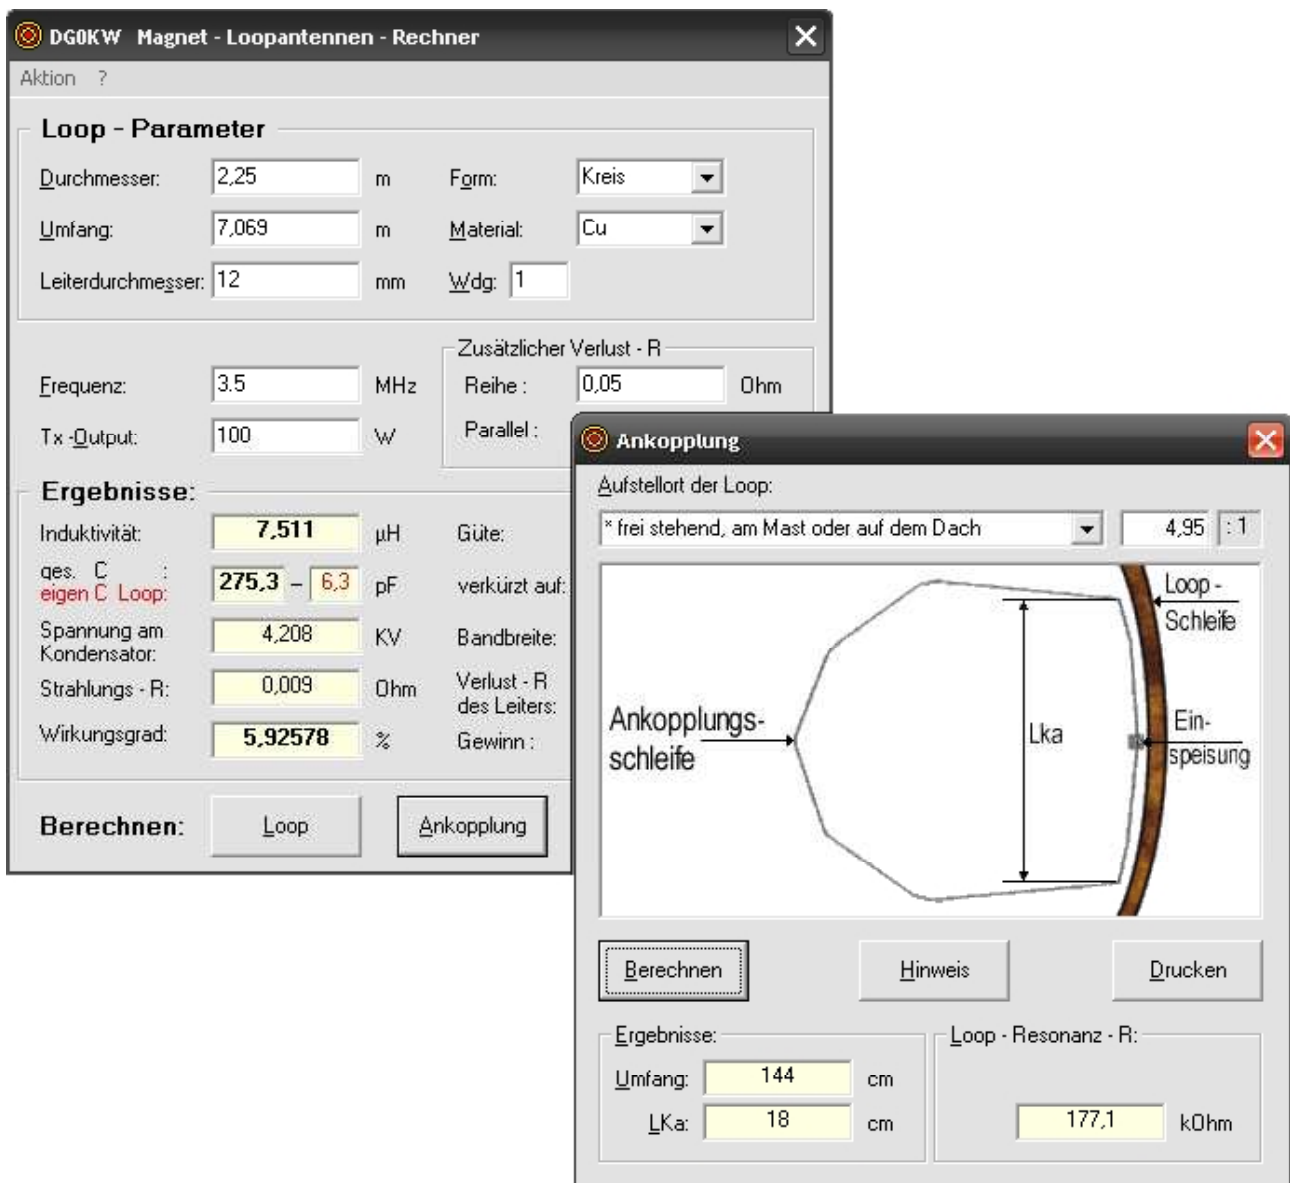 DG0KW Magnet - Loopantennen - Rechner
Aktion ?
Loop - Parameter
Durchmesser: 2,25 m Form: Kreis
Umfang: 7,069 m Material: Cu
Leiterdurchmesser: 12 mm Wdg: 1
Zusätzlicher Verlust - R
Frequenz: 3.5 MHz Reihe : 0,05 Ohm
Tx -Output: 100 W Parallel :
Ergebnisse:
Induktivität: 7,511 µH Güte:
ges. C :
eigen C Loop: 275,3 - 6,3 pF verkürzt auf:
Spannung am
Kondensator: 4,208 KV Bandbreite:
Strahlungs - R: 0,009 Ohm Verlust - R
des Leiters:
Wirkungsgrad: 5,92578 % Gewinn :
Berechnen: Loop Ankopplung
Ankopplung
Aufstellort der Loop:
* frei stehend, am Mast oder auf dem Dach 4,95 : 1
Loop -
Schleife
Ankopplungs-
schleife
Lka
Ein-
speisung
Berechnen Hinweis Drucken
Ergebnisse: Loop - Resonanz - R:
Umfang: 144 cm
LKa: 18 cm 177,1 kOhm